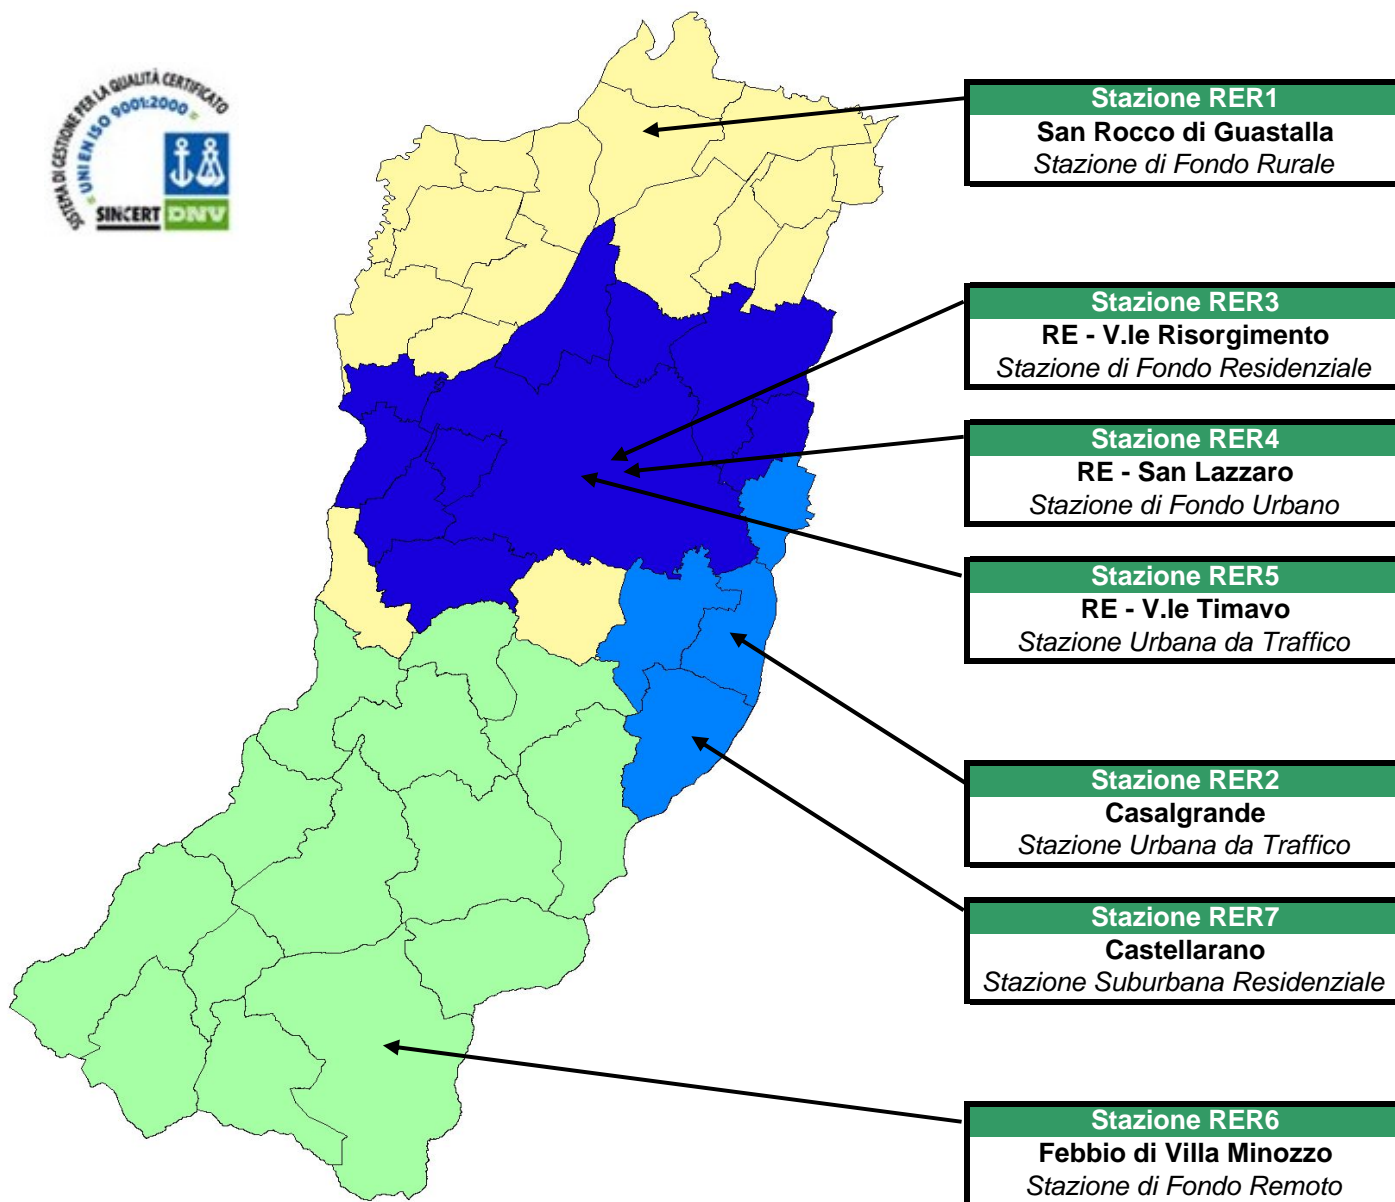 SISTEMA DI GESTIONE PER LA QUALITÀ CERTIFICATO
= UNI EN ISO 9001:2000 =
SINCERT DNV
Stazione RER1
San Rocco di Guastalla
Stazione di Fondo Rurale
Stazione RER3
RE - V.le Risorgimento
Stazione di Fondo Residenziale
Stazione RER4
RE - San Lazzaro
Stazione di Fondo Urbano
Stazione RER5
RE - V.le Timavo
Stazione Urbana da Traffico
Stazione RER2
Casalgrande
Stazione Urbana da Traffico
Stazione RER7
Castellarano
Stazione Suburbana Residenziale
Stazione RER6
Febbio di Villa Minozzo
Stazione di Fondo Remoto